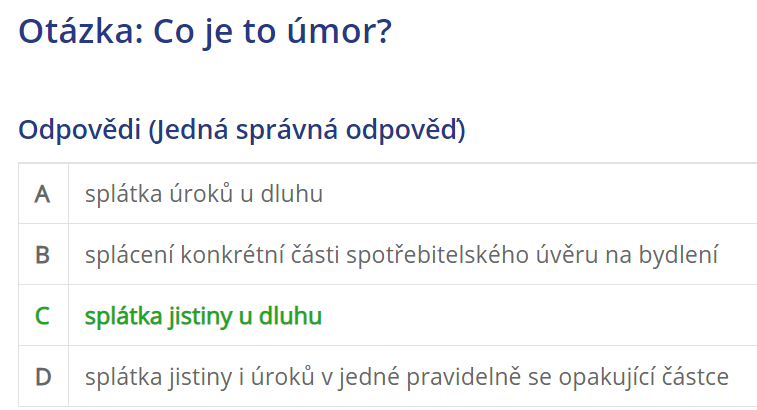 Otázka: Co je to úmor?
Odpovědi (Jedná správná odpověď)
A splátka úroků u dluhu
B splácení konkrétní části spotřebitelského úvěru na bydlení
C splátka jistiny u dluhu
D splátka jistiny i úroků v jedné pravidelně se opakující částce